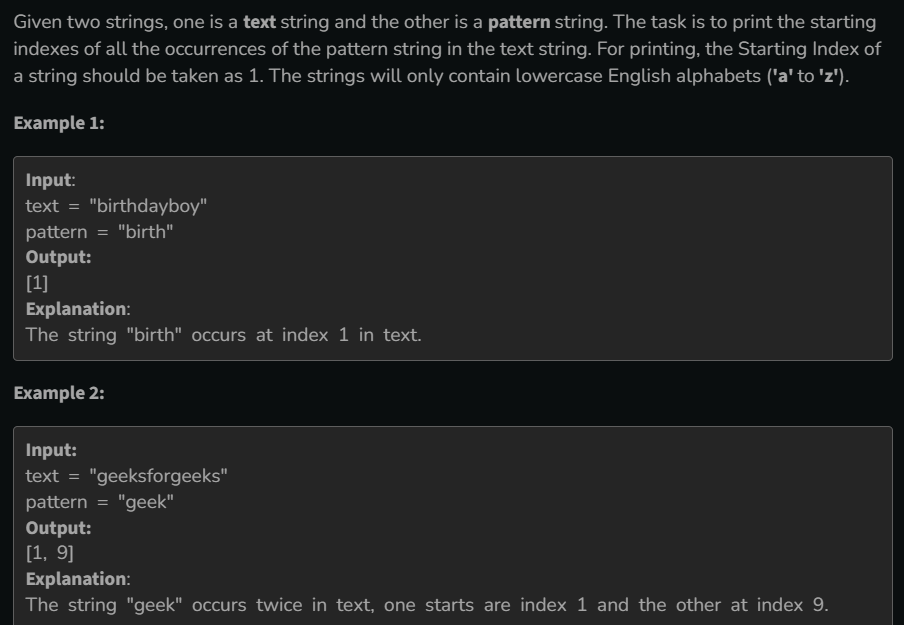 Given two strings, one is a text string and the other is a pattern string. The task is to print the starting
indexes of all the occurrences of the pattern string in the text string. For printing, the Starting Index of
a string should be taken as 1. The strings will only contain lowercase English alphabets ('a' to 'z').
Example 1:
Input:
text = "birthdayboy"
pattern = "birth"
Output:
[1]
Explanation:
The string "birth" occurs at index 1 in text.
Example 2:
Input:
text = "geeksforgeeks"
pattern = "geek"
Output:
[1, 9]
Explanation:
The string "geek" occurs twice in text, one starts are index 1 and the other at index 9.